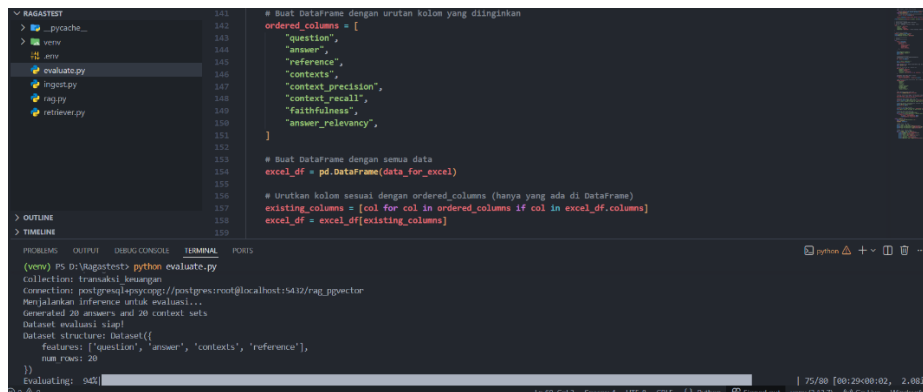 RAGASTEST
__pycache__
venv
.env
evaluate.py
ingest.py
rag.py
retriever.py
OUTLINE
TIMELINE
141 # Buat DataFrame dengan urutan kolom yang diinginkan
142 ordered_columns = [
143 "question",
144 "answer",
145 "reference",
146 "contexts",
147 "context_precision",
148 "context_recall",
149 "faithfulness",
150 "answer_relevancy",
151 ]
152
153 # Buat DataFrame dengan semua data
154 excel_df = pd.DataFrame(data_for_excel)
155
156 # Urutkan kolom sesuai dengan ordered_columns (hanya yang ada di DataFrame)
157 existing_columns = [col for col in ordered_columns if col in excel_df.columns]
158 excel_df = excel_df[existing_columns]
159
PROBLEMS OUTPUT DEBUG CONSOLE TERMINAL PORTS
python
(venv) PS D:\Ragastest> python evaluate.py
Collection: transaksi_keuangan
Connection: postgresql+psycopg://postgres:root@localhost:5432/rag_pgvector
Menjalankan inference untuk evaluasi...
Generated 20 answers and 20 context sets
Dataset evaluasi siap!
Dataset structure: Dataset({
features: ['question', 'answer', 'contexts', 'reference'],
num_rows: 20
})
Evaluating: 94%| | 75/80 [00:29<00:02,